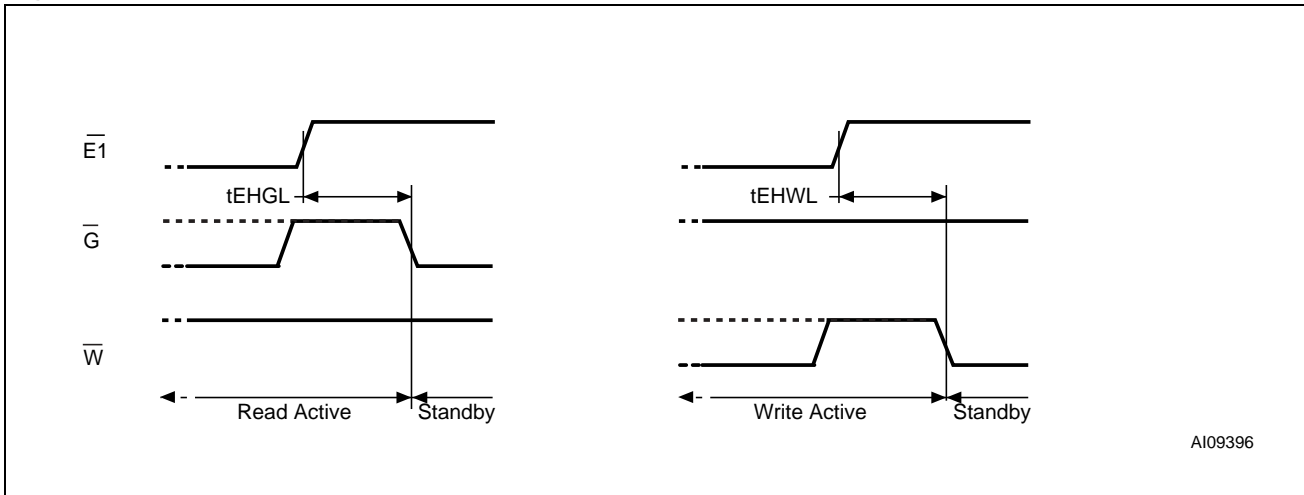 E1
tEHGL
tEHWL
G
W
Read Active
Standby
Write Active
Standby
AI09396